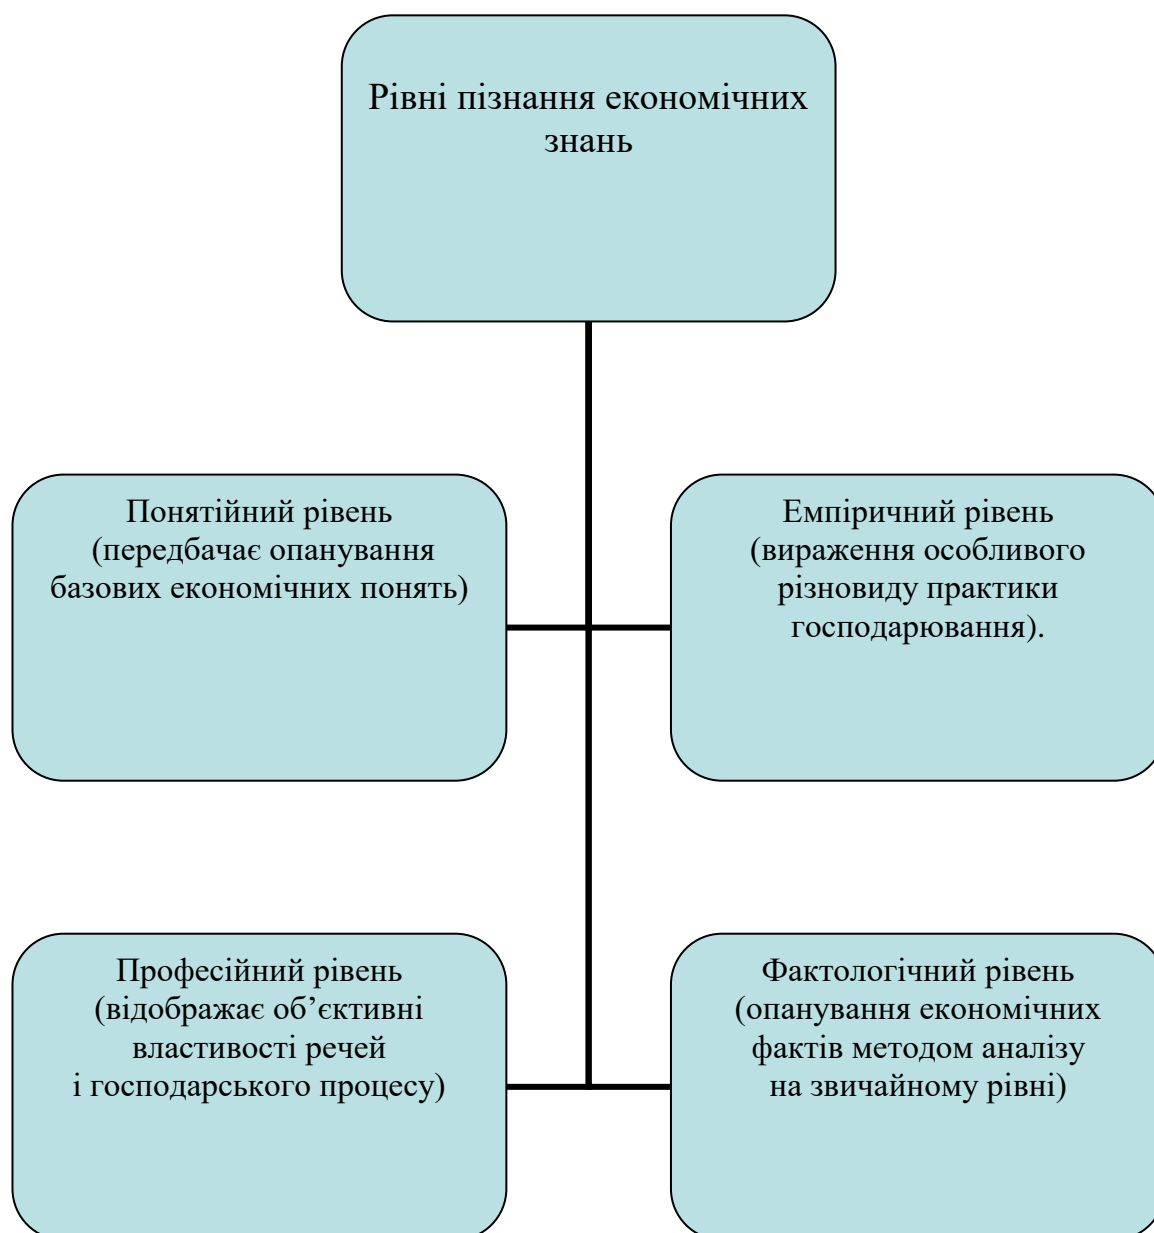 Рівні пізнання економічних
знань
Понятійний рівень
(передбачає опанування
базових економічних понять)
Емпіричний рівень
(вираження особливого
різновиду практики
господарювання).
Професійний рівень
(відображає об’єктивні
властивості речей
і господарського процесу)
Фактологічний рівень
(опанування економічних
фактів методом аналізу
на звичайному рівні)